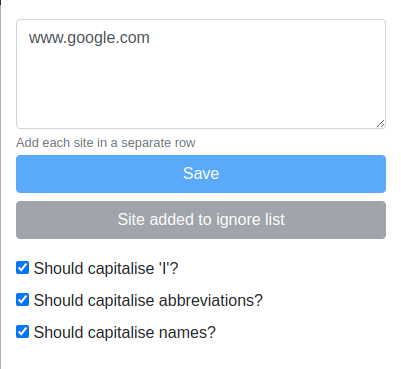 www.google.com
Add each site in a separate row
Save
Site added to ignore list
Should capitalise 'I'?
Should capitalise abbreviations?
Should capitalise names?